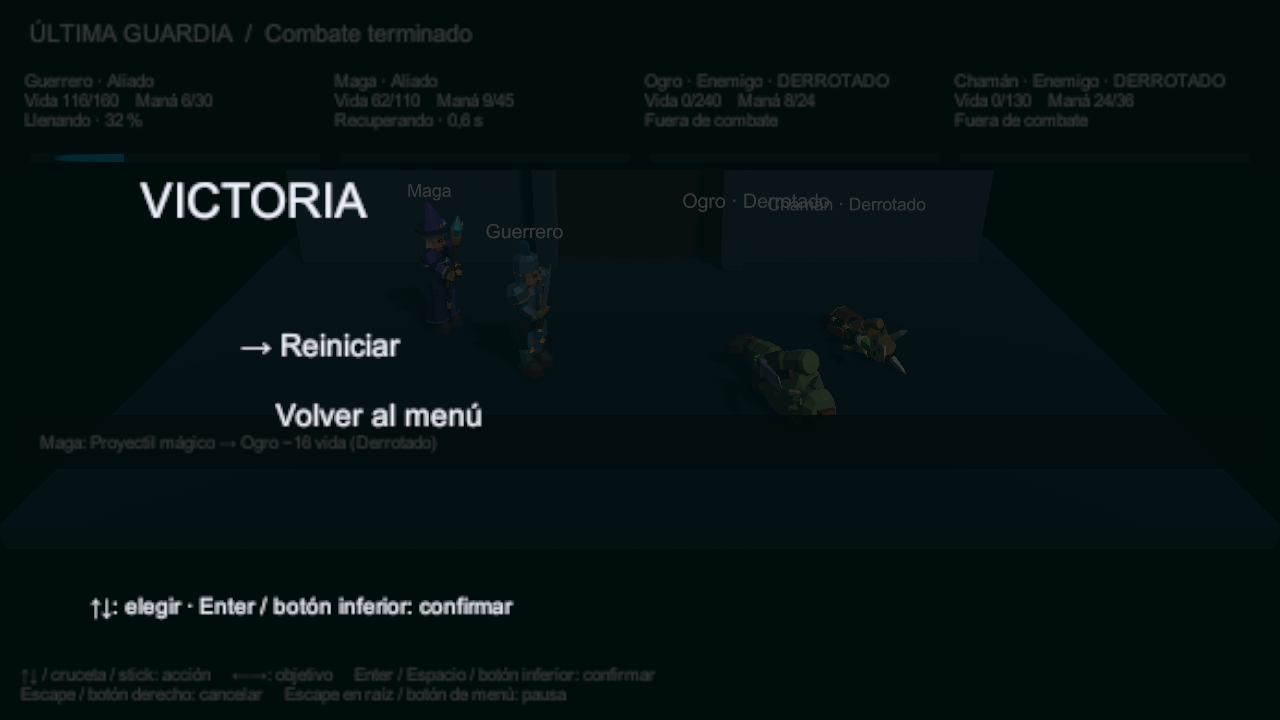 ÚLTIMA GUARDIA / Combate terminado
Guerrero · Aliado
Vida 116/160 Maná 6/30
Llenando · 32 %
Maga · Aliado
Vida 62/110 Maná 9/45
Recuperando · 0,6 s
Ogro · Enemigo · DERROTADO
Vida 0/240 Maná 8/24
Fuera de combate
Chamán · Enemigo · DERROTADO
Vida 0/130 Maná 24/36
Fuera de combate
VICTORIA
Maga
Guerrero
Ogro · Derrotado
Chamán · Derrotado
→ Reiniciar
Volver al menú
Maga: Proyectil mágico → Ogro −16 vida (Derrotado)
↑↓: elegir · Enter / botón inferior: confirmar
↑↓ / cruceta / stick: acción ←→: objetivo Enter / Espacio / botón inferior: confirmar
Escape / botón derecho: cancelar Escape en raíz / botón de menú: pausa